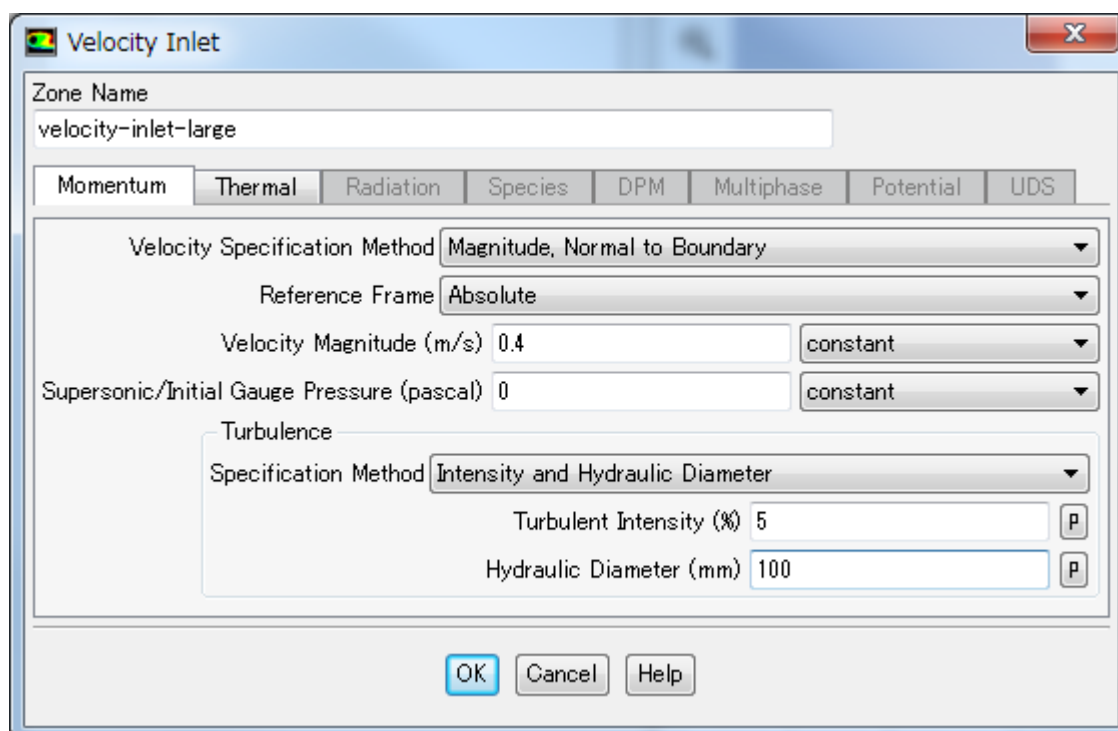 Velocity Inlet
Zone Name
velocity-inlet-large
Momentum Thermal Radiation Species DPM Multiphase Potential UDS
Velocity Specification Method Magnitude, Normal to Boundary
Reference Frame Absolute
Velocity Magnitude (m/s) 0.4 constant
Supersonic/Initial Gauge Pressure (pascal) 0 constant
Turbulence
Specification Method Intensity and Hydraulic Diameter
Turbulent Intensity (%) 5 P
Hydraulic Diameter (mm) 100 P
OK Cancel Help